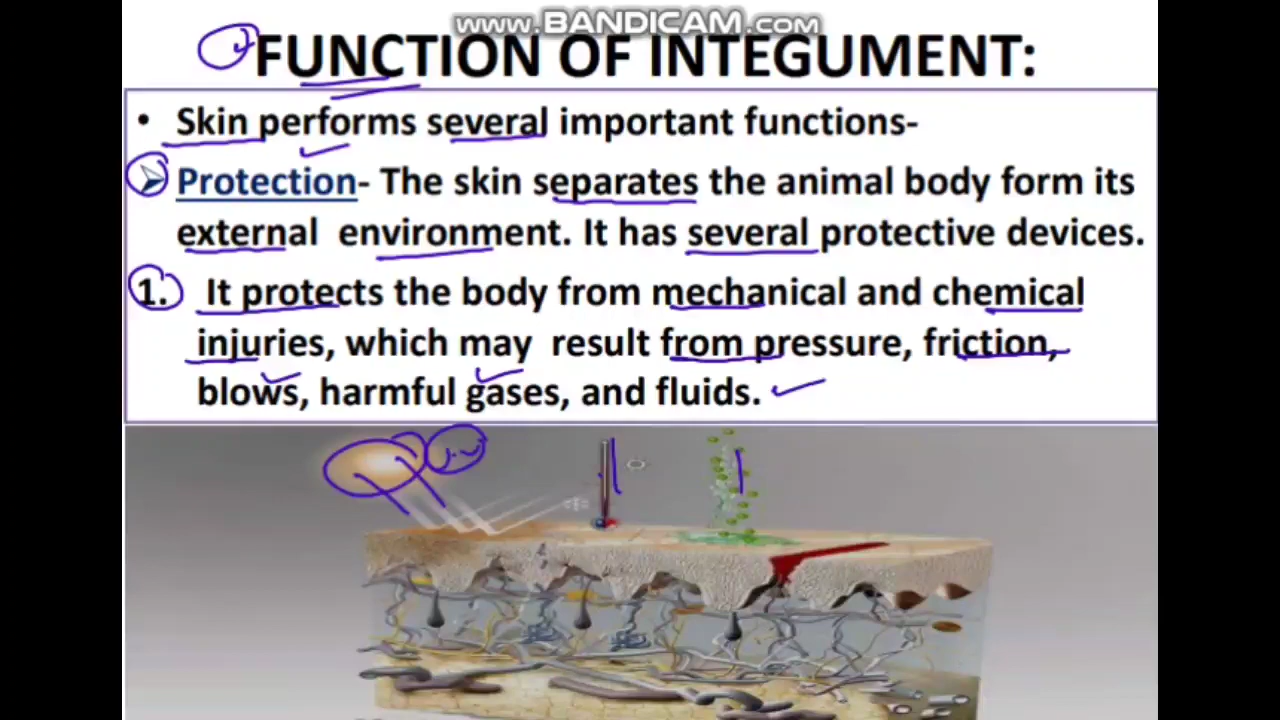 www.BANDICAM.com
FUNCTION OF INTEGUMENT:
• Skin performs several important functions-
➢ Protection- The skin separates the animal body form its
external environment. It has several protective devices.
1. It protects the body from mechanical and chemical
injuries, which may result from pressure, friction,
blows, harmful gases, and fluids.